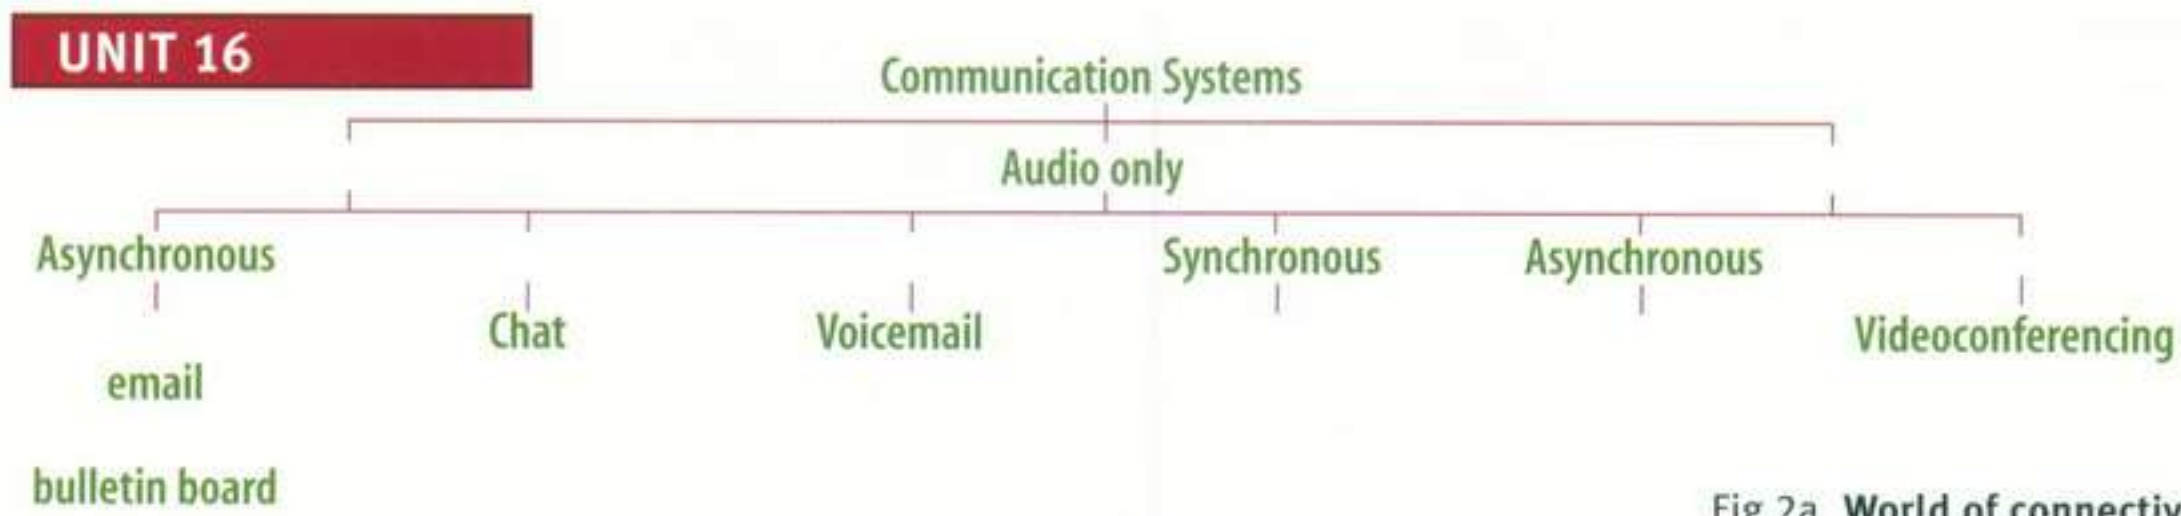 UNIT 16
Communication Systems
Audio only
Asynchronous
Synchronous
Asynchronous
Chat
Voicemail
Videoconferencing
email
bulletin board
Fig 2a World of